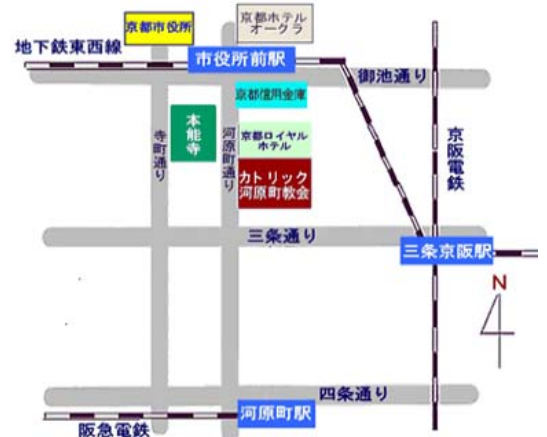 京都市役所
京都ホテル
オークラ
地下鉄東西線
市役所前駅
御池通り
京都信用金庫
本能寺
京都ロイヤル
ホテル
寺町通り
河原町通り
カトリック
河原町教会
京阪電鉄
三条通り
三条京阪駅
N
四条通り
河原町駅
阪急電鉄